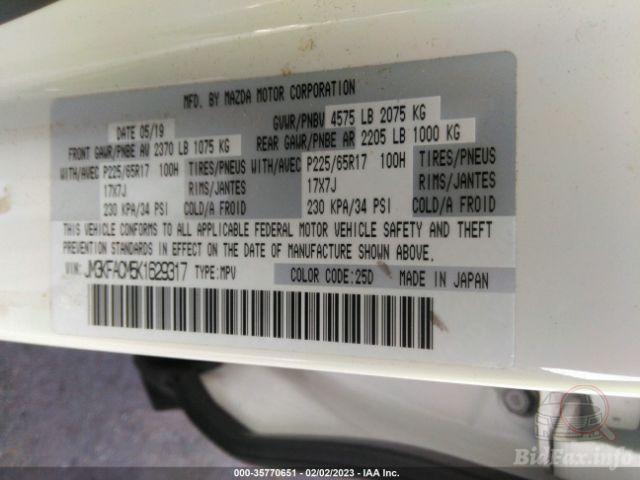 MFD. BY MAZDA MOTOR CORPORATION
DATE 05/19 GVWR/PNBV 4575 LB 2075 KG
FRONT GAWR/PNBE AV 2370 LB 1075 KG REAR GAWR/PNBE AR 2205 LB 1000 KG
WITH/AVEC P225/65R17 100H TIRES/PNEUS WITH/AVEC P225/65R17 100H TIRES/PNEUS
17X7J RIMS/JANTES 17X7J RIMS/JANTES
230 KPA/34 PSI COLD/A FROID 230 KPA/34 PSI COLD/A FROID
THIS VEHICLE CONFORMS TO ALL APPLICABLE FEDERAL MOTOR VEHICLE SAFETY AND THEFT
PREVENTION STANDARDS IN EFFECT ON THE DATE OF MANUFACTURE SHOWN ABOVE.
VIN: JM3KFACM5K1629317 TYPE:MPV COLOR CODE:25D MADE IN JAPAN
BidFax.info
000-35770651 - 02/02/2023 - IAA Inc.